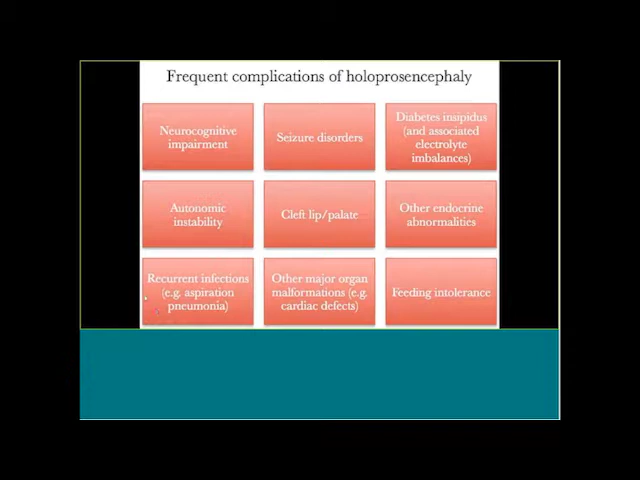 Frequent complications of holoprosencephaly
Neurocognitive
impairment
Seizure disorders
Diabetes insipidus
(and associated
electrolyte
imbalances)
Autonomic
instability
Cleft lip/palate
Other endocrine
abnormalities
Recurrent infections
(e.g. aspiration
pneumonia)
Other major organ
malformations (e.g.
cardiac defects)
Feeding intolerance